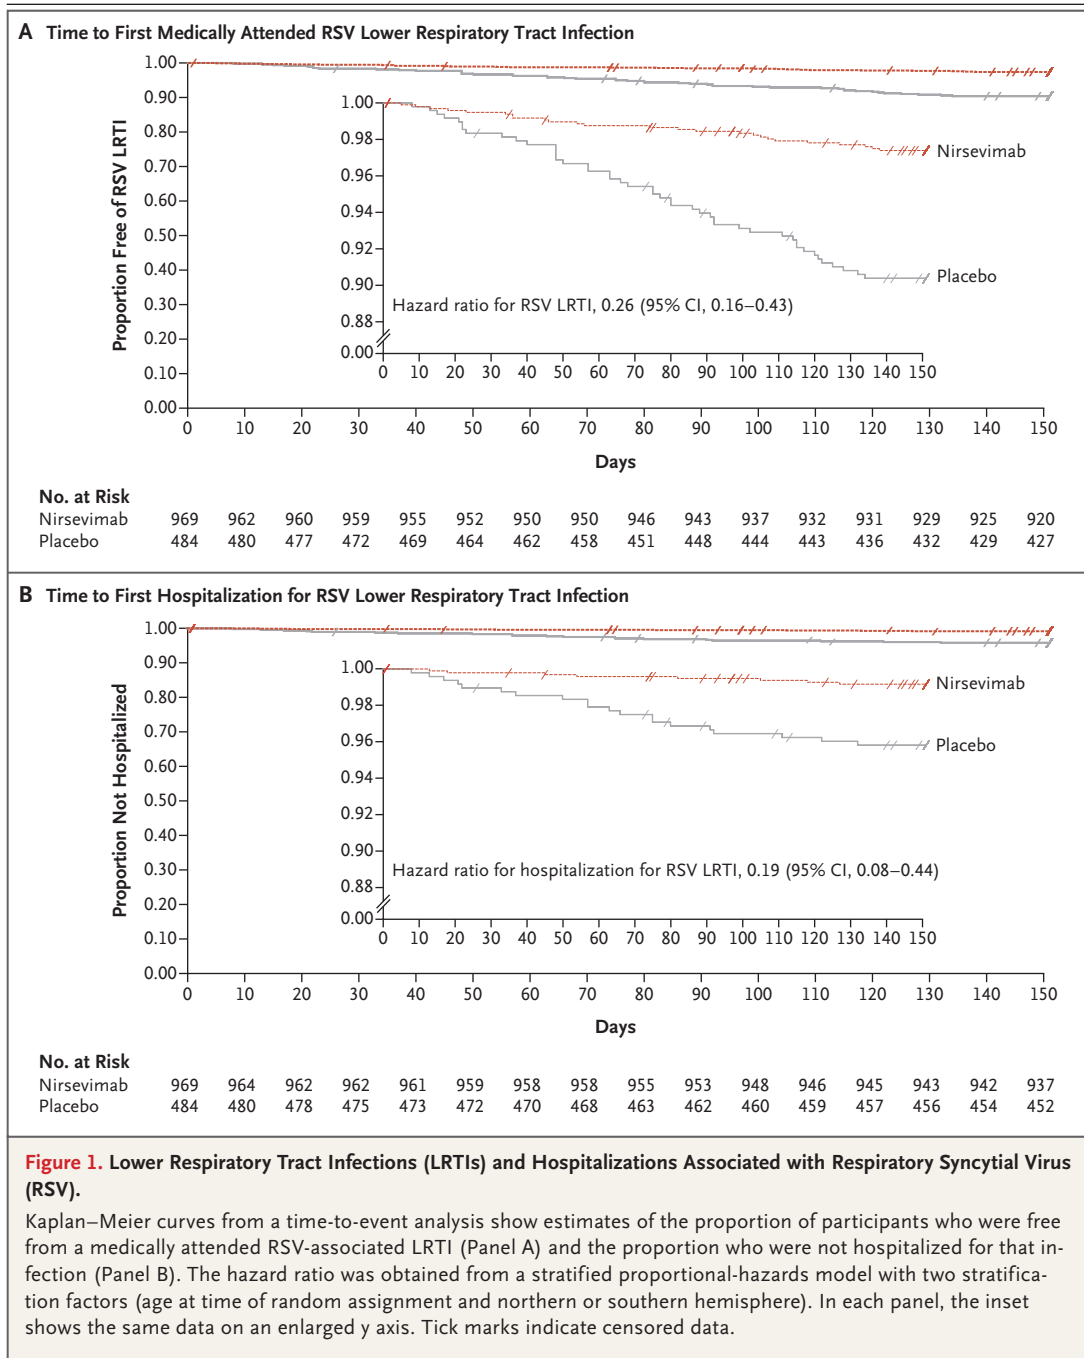 A Time to First Medically Attended RSV Lower Respiratory Tract Infection
Proportion Free of RSV LRTI
1.00
0.90
0.80
0.70
0.60
0.50
0.40
0.30
0.20
0.10
0.00
1.00
0.98
0.96
0.94
0.92
0.90
0.88
0.00
Nirsevimab
Placebo
Hazard ratio for RSV LRTI, 0.26 (95% CI, 0.16–0.43)
0 10 20 30 40 50 60 70 80 90 100 110 120 130 140 150
0 10 20 30 40 50 60 70 80 90 100 110 120 130 140 150
Days
No. at Risk
Nirsevimab 969 962 960 959 955 952 950 950 946 943 937 932 931 929 925 920
Placebo 484 480 477 472 469 464 462 458 451 448 444 443 436 432 429 427
B Time to First Hospitalization for RSV Lower Respiratory Tract Infection
Proportion Not Hospitalized
1.00
0.90
0.80
0.70
0.60
0.50
0.40
0.30
0.20
0.10
0.00
1.00
0.98
0.96
0.94
0.92
0.90
0.88
0.00
Nirsevimab
Placebo
Hazard ratio for hospitalization for RSV LRTI, 0.19 (95% CI, 0.08–0.44)
0 10 20 30 40 50 60 70 80 90 100 110 120 130 140 150
0 10 20 30 40 50 60 70 80 90 100 110 120 130 140 150
Days
No. at Risk
Nirsevimab 969 964 962 962 961 959 958 958 955 953 948 946 945 943 942 937
Placebo 484 480 478 475 473 472 470 468 463 462 460 459 457 456 454 452
Figure 1. Lower Respiratory Tract Infections (LRTIs) and Hospitalizations Associated with Respiratory Syncytial Virus
(RSV).
Kaplan–Meier curves from a time-to-event analysis show estimates of the proportion of participants who were free
from a medically attended RSV-associated LRTI (Panel A) and the proportion who were not hospitalized for that in-
fection (Panel B). The hazard ratio was obtained from a stratified proportional-hazards model with two stratifica-
tion factors (age at time of random assignment and northern or southern hemisphere). In each panel, the inset
shows the same data on an enlarged y axis. Tick marks indicate censored data.